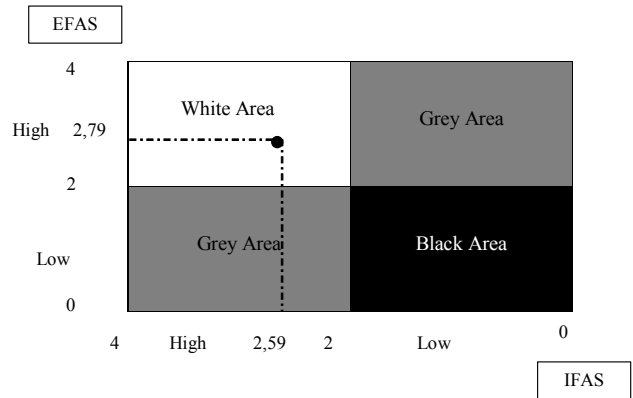 EFAS
4
White Area
Grey Area
High 2,79
2
Grey Area
Black Area
Low
0
4 High 2,59 2 Low 0
IFAS